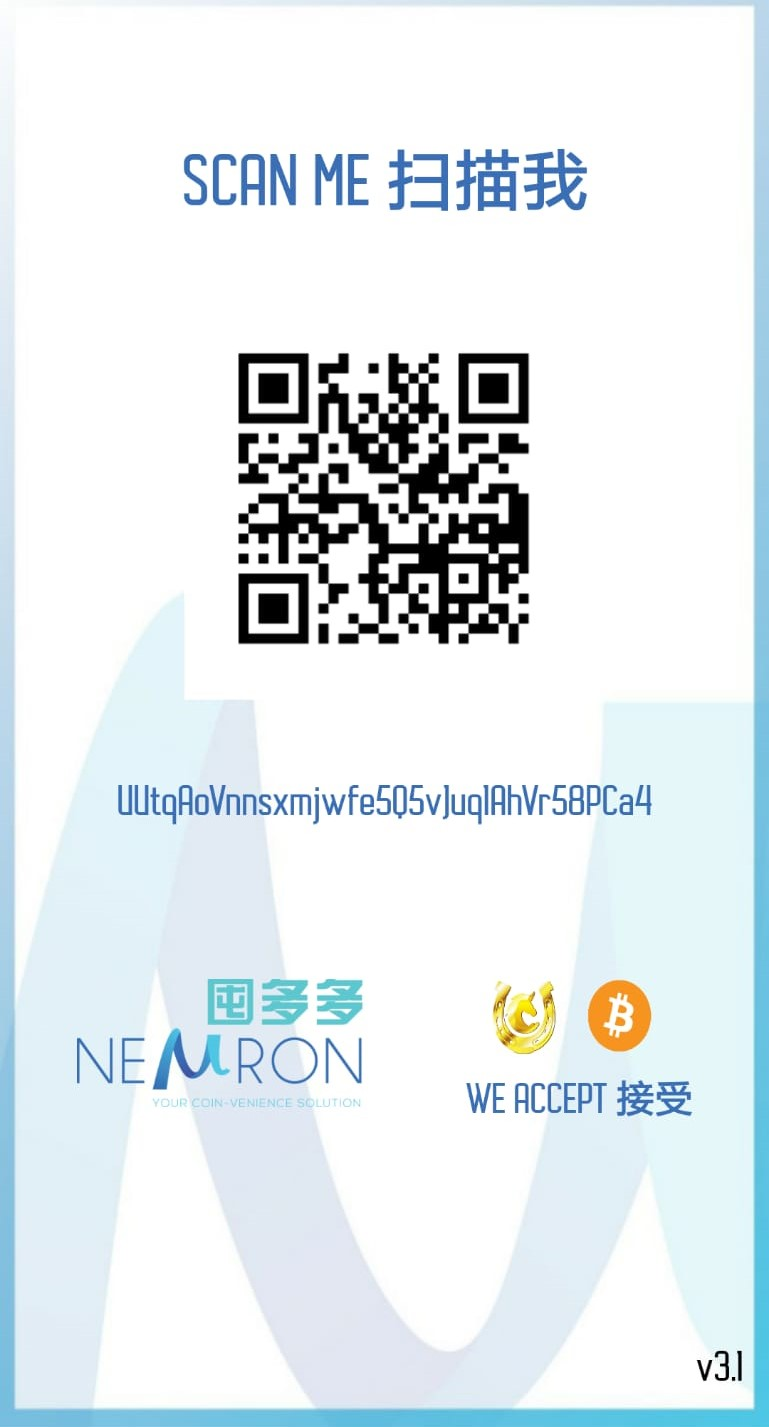 SCAN ME 扫描我
UUtqAoVnnsxmjwfe5Q5vJuq1AhVr58PCa4
囤多多
NEMRON
YOUR COIN-VENIENCE SOLUTION
WE ACCEPT 接受
v3.1